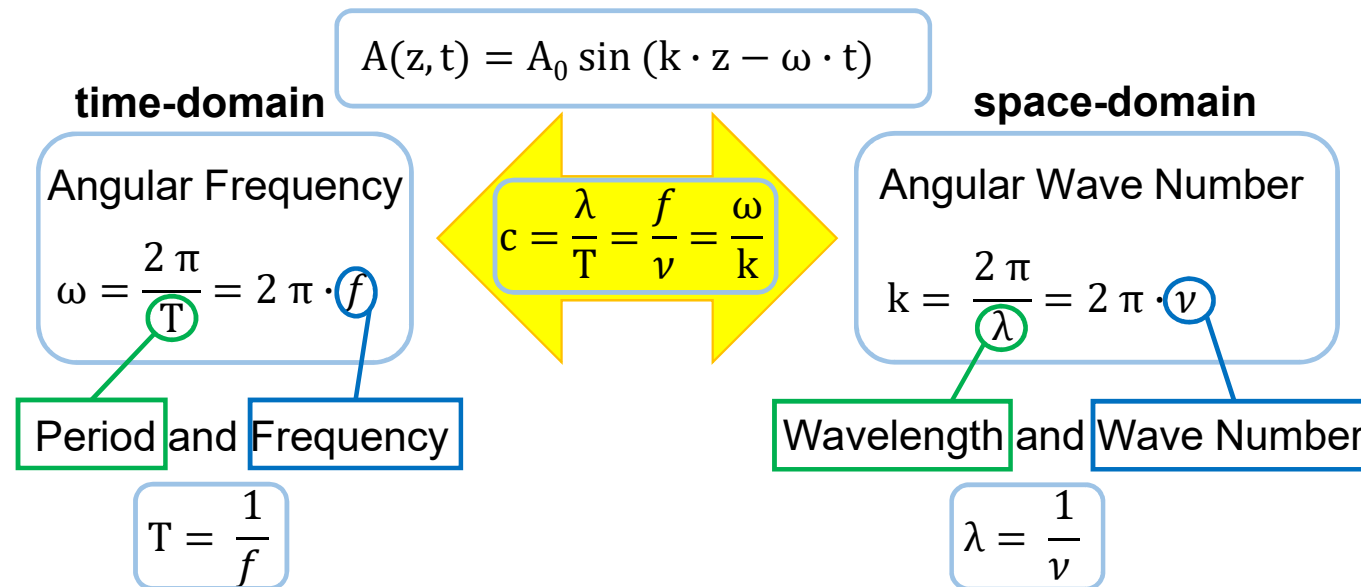 A(z, t) = A₀ sin (k · z − ω · t)
time-domain
space-domain
Angular Frequency
ω = 2 π / T = 2 π · f
c = λ / T = f / ν = ω / k
Angular Wave Number
k = 2 π / λ = 2 π · ν
Period and Frequency
Wavelength and Wave Number
T = 1 / f
λ = 1 / ν